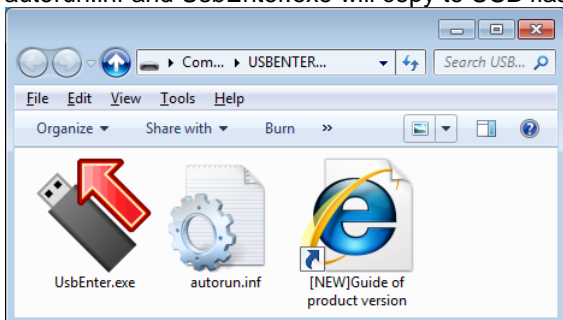 autorun.inf and UsbEnter.exe will copy to USB flas
Com... USBENTER... Search USB...
File Edit View Tools Help
Organize Share with Burn »
UsbEnter.exe autorun.inf [NEW]Guide of
product version